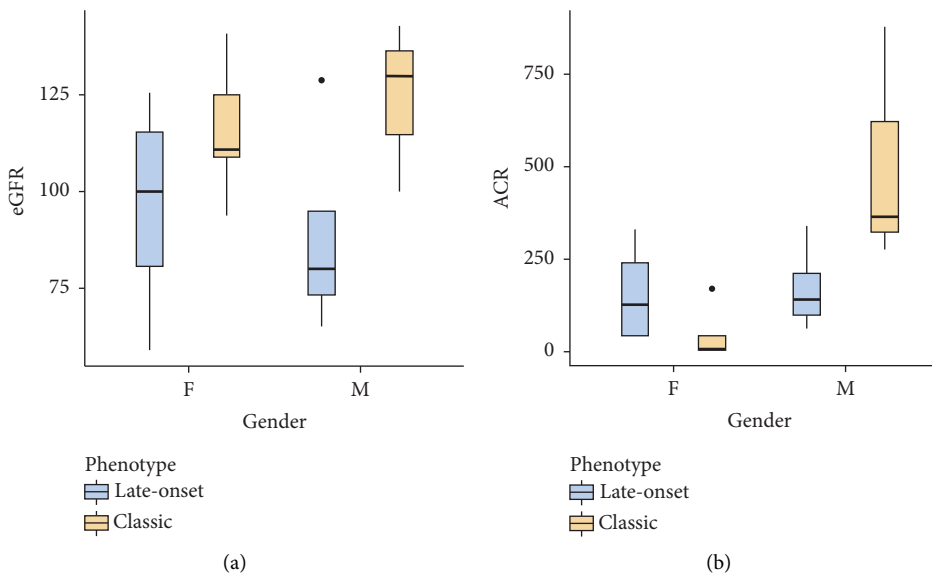 eGFR
125
100
75
F
M
Gender
Phenotype
Late-onset
Classic
(a)
ACR
750
500
250
0
F
M
Gender
Phenotype
Late-onset
Classic
(b)